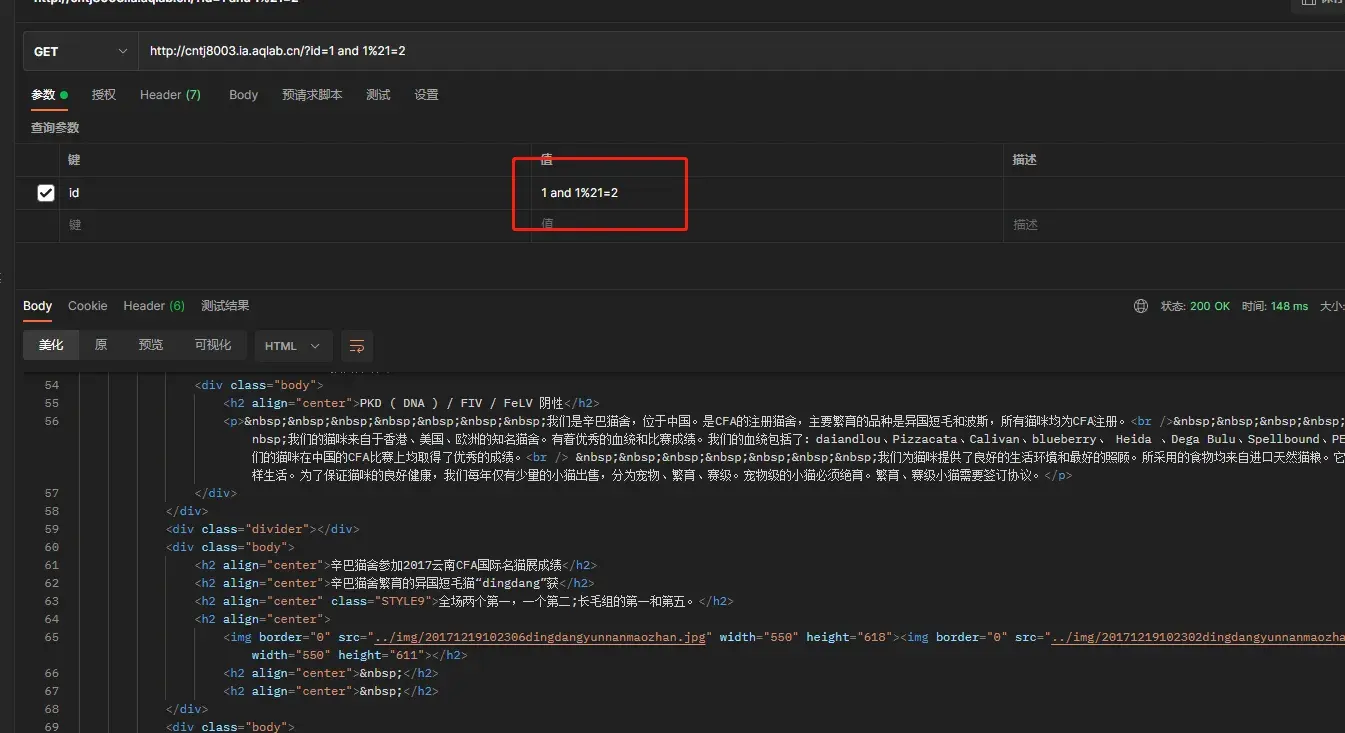 GET http://cntj8003.ia.aqlab.cn/?id=1 and 1%21=2
参数 授权 Header (7) Body 预请求脚本 测试 设置
查询参数
键 值 描述
id 1 and 1%21=2
键 值 描述
Body Cookie Header (6) 测试结果 状态: 200 OK 时间: 148 ms 大小:
美化 原 预览 可视化 HTML
54 <div class="body">
55 <h2 align="center">PKD ( DNA ) / FIV / FeLV 阴性</h2>
56 <p>&nbsp;&nbsp;&nbsp;&nbsp;&nbsp;&nbsp;我们是辛巴猫舍，位于中国。是CFA的注册猫舍，主要繁育的品种是异国短毛和波斯，所有猫咪均为CFA注册。<br />&nbsp;&nbsp;&nbsp;&nbsp;
nbsp;我们的猫咪来自于香港、美国、欧洲的知名猫舍。有着优秀的血统和比赛成绩。我们的血统包括了: daiandlou、Pizzacata、Calivan、blueberry、 Heida 、Dega Bulu、Spellbound、PE
们的猫咪在中国的CFA比赛上均取得了优秀的成绩。<br /> &nbsp;&nbsp;&nbsp;&nbsp;&nbsp;&nbsp;我们为猫咪提供了良好的生活环境和最好的照顾。所采用的食物均来自进口天然猫粮。它
样生活。为了保证猫咪的良好健康，我们每年仅有少量的小猫出售，分为宠物、繁育、赛级。宠物级的小猫必须绝育。繁育、赛级小猫需要签订协议。</p>
57 </div>
58 </div>
59 <div class="divider"></div>
60 <div class="body">
61 <h2 align="center">辛巴猫舍参加2017云南CFA国际名猫展成绩</h2>
62 <h2 align="center">辛巴猫舍繁育的异国短毛猫“dingdang”获</h2>
63 <h2 align="center" class="STYLE9">全场两个第一，一个第二;长毛组的第一和第五。</h2>
64 <h2 align="center">
65 <img border="0" src="../img/20171219102306dingdangyunnanmaozhan.jpg" width="550" height="618"><img border="0" src="../img/20171219102302dingdangyunnanmaozha
width="550" height="611"></h2>
66 <h2 align="center">&nbsp;</h2>
67 <h2 align="center">&nbsp;</h2>
68 </div>
69 <div class="body">